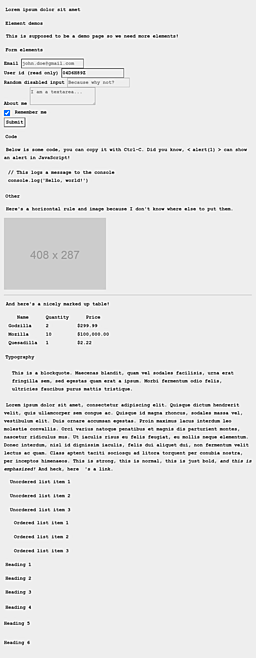 Lorem ipsum dolor sit amet
Element demos
This is supposed to be a demo page so we need more elements!
Form elements
Email john.doe@gmail.com
User id (read only)
Random disabled input Because why not?
I am a textarea...
About me
Remember me
Submit
Code
Below is some code, you can copy it with Ctrl-C. Did you know, < alert(1) > can show
an alert in JavaScript!
// This logs a message to the console
console.log('Hello, world!')
Other
Here's a horizontal rule and image because I don't know where else to put them.
408 x 287
And here's a nicely marked up table!
Name Quantity Price
Godzilla 2 $299.99
Mozilla 10 $100,000.00
Quesadilla 1 $2.22
Typography
This is a blockquote. Maecenas blandit, quam vel sodales facilisis, urna erat
fringilla sem, sed egestas quam erat a ipsum. Morbi fermentum odio felis,
ultricies faucibus purus mattis tristique.
Lorem ipsum dolor sit amet, consectetur adipiscing elit. Quisque dictum hendrerit
velit, quis ullamcorper sem congue ac. Quisque id magna rhoncus, sodales massa vel,
vestibulum elit. Duis ornare accumsan egestas. Proin maximus lacus interdum leo
molestie convallis. Orci varius natoque penatibus et magnis dis parturient montes,
nascetur ridiculus mus. Ut iaculis risus eu felis feugiat, eu mollis neque elementum.
Donec interdum, nisl id dignissim iaculis, felis dui aliquet dui, non fermentum velit
lectus ac quam. Class aptent taciti sociosqu ad litora torquent per conubia nostra,
per inceptos himenaeos. This is strong, this is normal, this is just bold, and this is
emphasized! And heck, here 's a link.
Unordered list item 1
Unordered list item 2
Unordered list item 3
Ordered list item 1
Ordered list item 2
Ordered list item 3
Heading 1
Heading 2
Heading 3
Heading 4
Heading 5
Heading 6